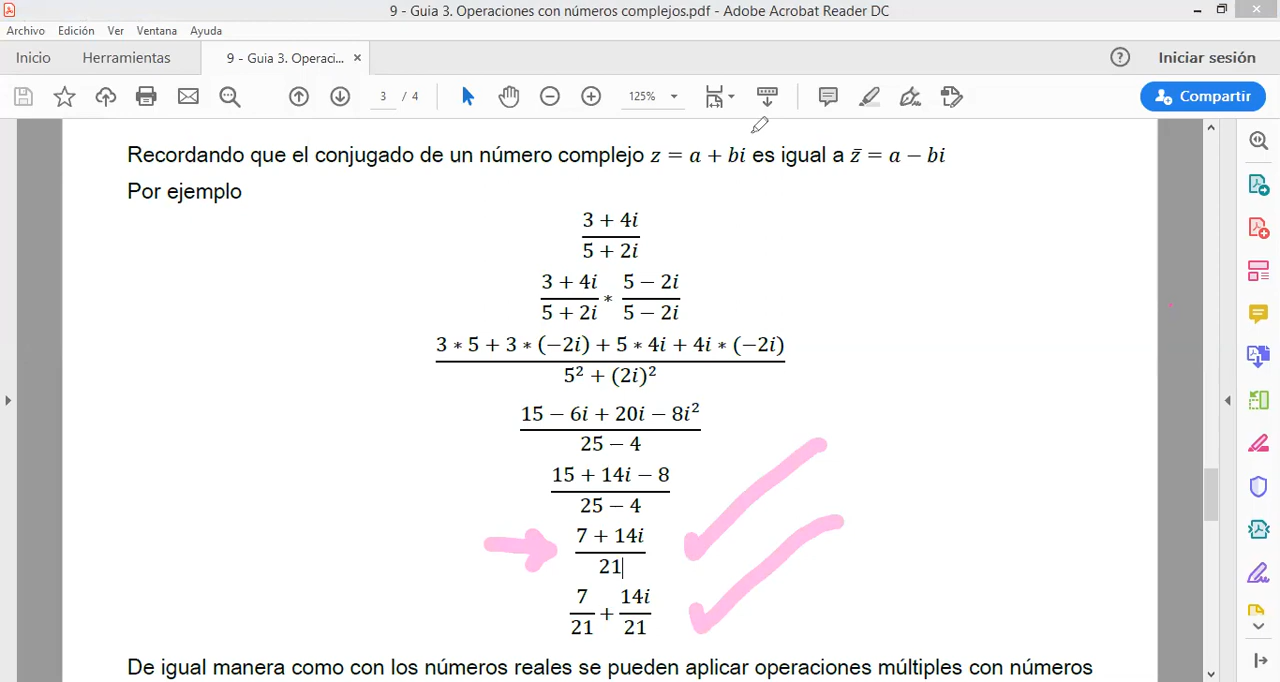 9 - Guia 3. Operaciones con números complejos.pdf - Adobe Acrobat Reader DC
Archivo Edición Ver Ventana Ayuda
Inicio Herramientas 9 - Guia 3. Operaci... × ? Iniciar sesión
3 / 4 125% Compartir
Recordando que el conjugado de un número complejo z = a + bi es igual a z̄ = a − bi
Por ejemplo
3 + 4i
5 + 2i
3 + 4i 5 − 2i
∗
5 + 2i 5 − 2i
3 ∗ 5 + 3 ∗ (−2i) + 5 ∗ 4i + 4i ∗ (−2i)
5² + (2i)²
15 − 6i + 20i − 8i²
25 − 4
15 + 14i − 8
25 − 4
7 + 14i
21
7 14i
+
21 21
De igual manera como con los números reales se pueden aplicar operaciones múltiples con números